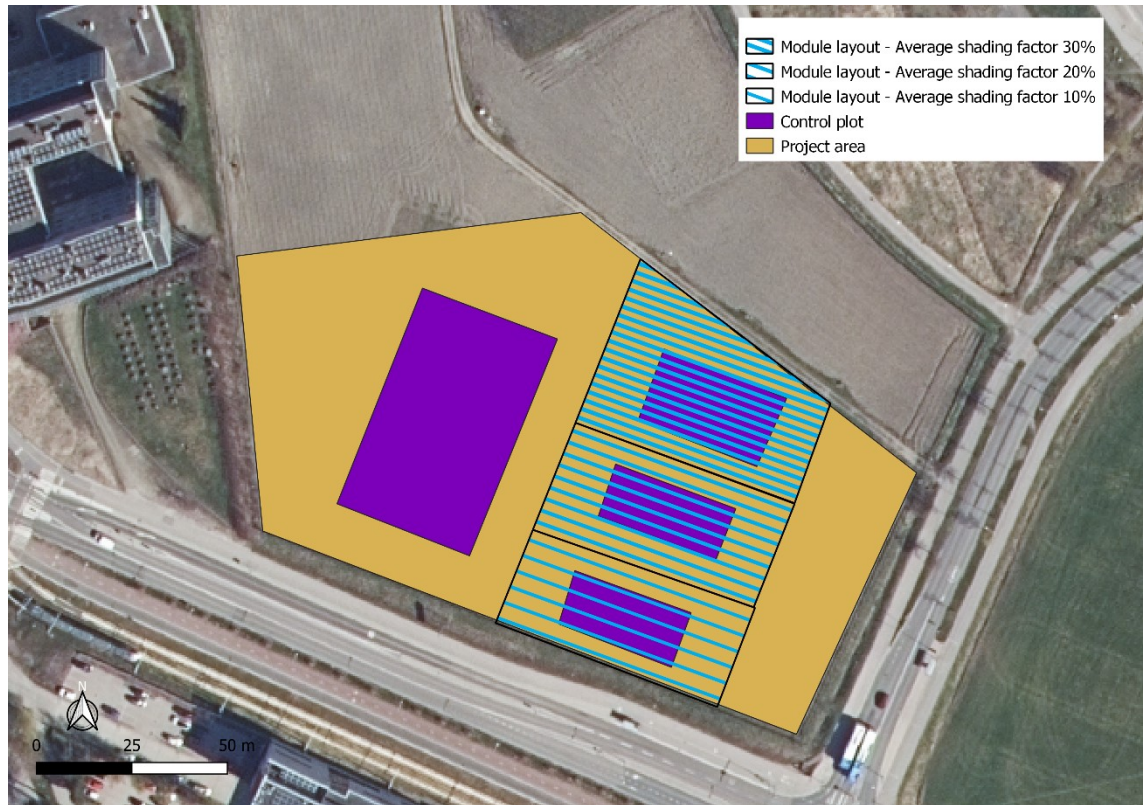 Module layout - Average shading factor 30%
Module layout - Average shading factor 20%
Module layout - Average shading factor 10%
Control plot
Project area
N
0 25 50 m